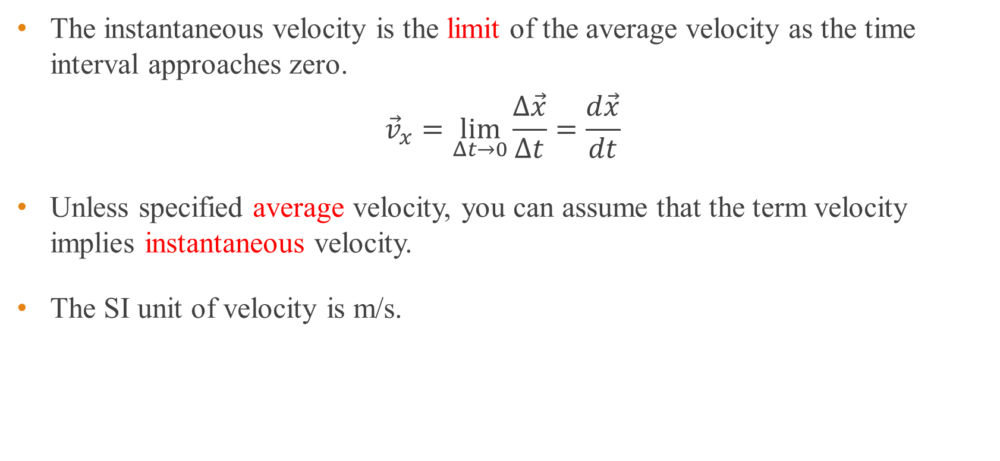 • The instantaneous velocity is the limit of the average velocity as the time
interval approaches zero.
$\vec{v}_x = \lim_{\Delta t \to 0} \frac{\Delta \vec{x}}{\Delta t} = \frac{d\vec{x}}{dt}$
• Unless specified average velocity, you can assume that the term velocity
implies instantaneous velocity.
• The SI unit of velocity is m/s.